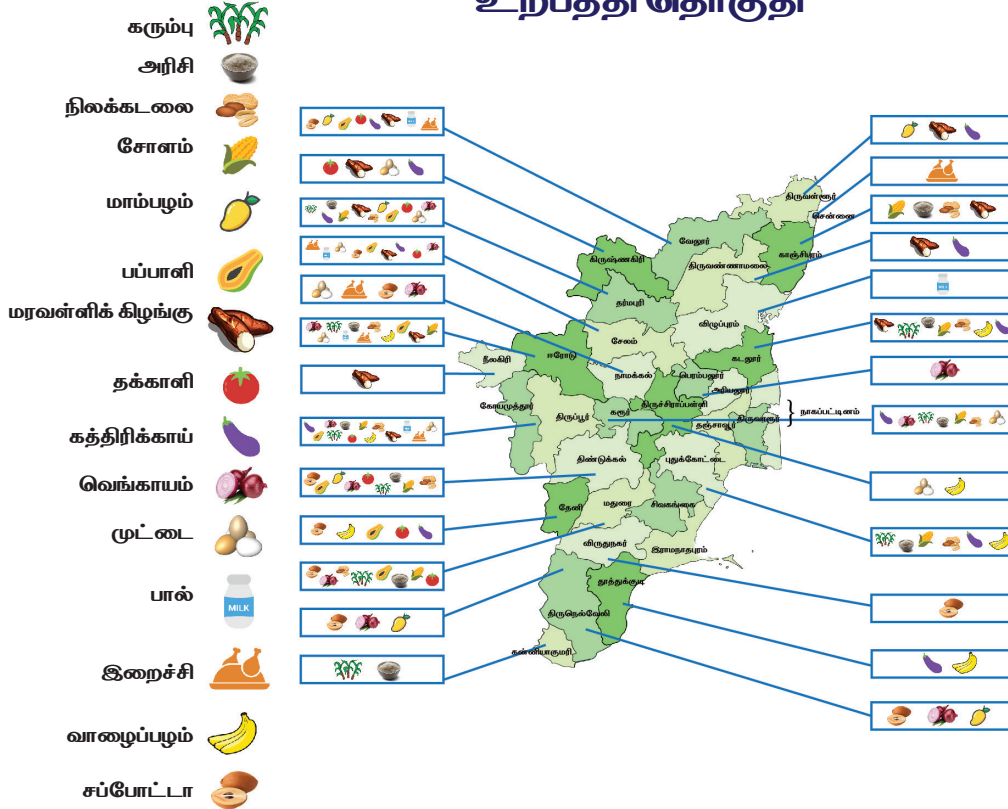 உற்பத்தி தொகுதி
கரும்பு
அரிசி
நிலக்கடலை
சோளம்
மாம்பழம்
பப்பாளி
மரவள்ளிக் கிழங்கு
தக்காளி
கத்திரிக்காய்
வெங்காயம்
முட்டை
பால்
MILK
இறைச்சி
வாழைப்பழம்
சப்போட்டா
திருவள்ளூர்
சென்னை
வேலூர்
காஞ்சிபுரம்
கிருஷ்ணகிரி
திருவண்ணாமலை
தர்மபுரி
விழுப்புரம்
சேலம்
நீலகிரி
ஈரோடு
கடலூர்
நாமக்கல்
பெரம்பலூர்
அரியலூர்
கோயமுத்தூர்
திருப்பூர்
கரூர்
திருச்சிராப்பள்ளி
தஞ்சாவூர்
திருவாரூர்
நாகப்பட்டினம்
திண்டுக்கல்
புதுக்கோட்டை
தேனி
மதுரை
சிவகங்கை
விருதுநகர்
இராமநாதபுரம்
தூத்துக்குடி
திருநெல்வேலி
கன்னியாகுமரி